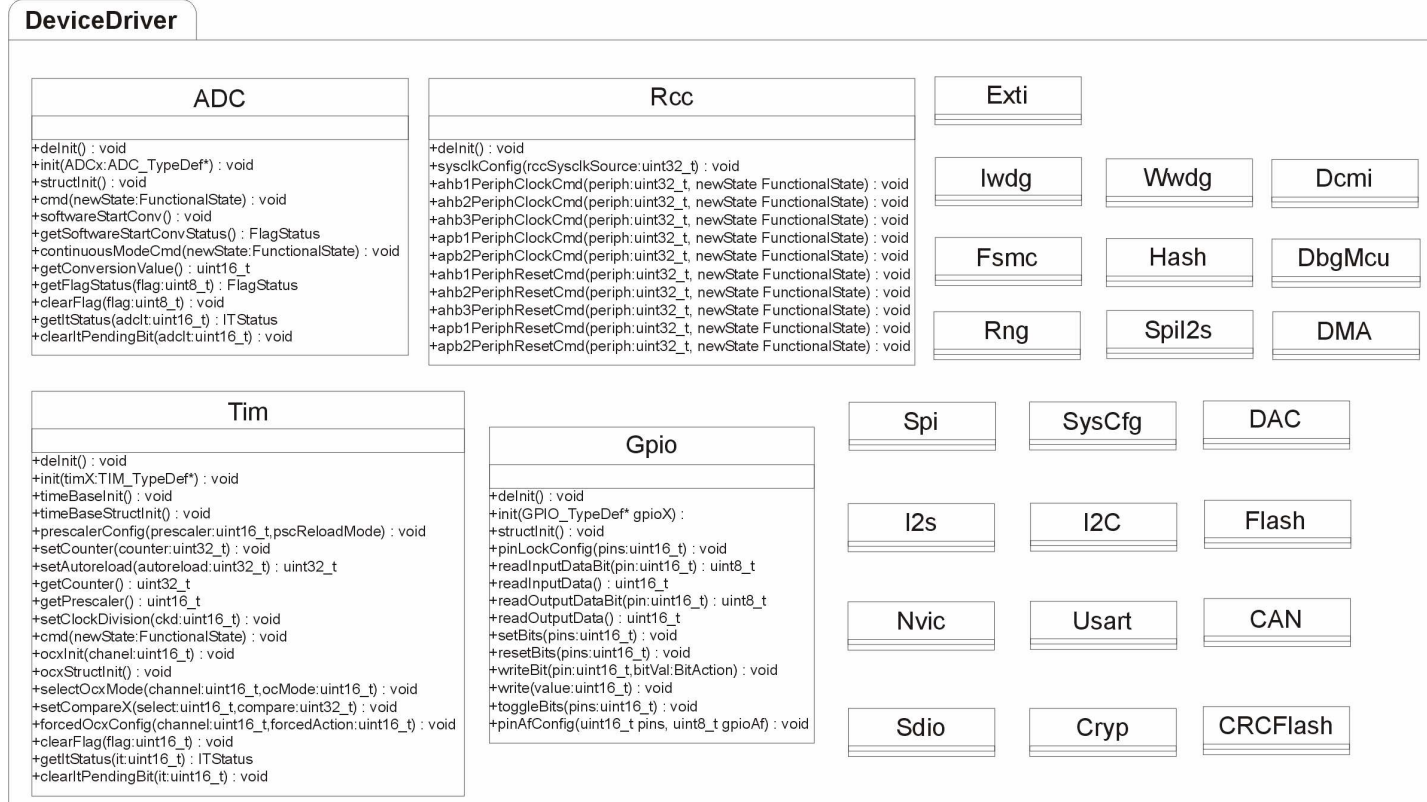 DeviceDriver
ADC
+deInit() : void
+init(ADCx:ADC_TypeDef*) : void
+structInit() : void
+cmd(newState:FunctionalState) : void
+softwareStartConv() : void
+getSoftwareStartConvStatus() : FlagStatus
+continuousModeCmd(newState:FunctionalState) : void
+getConversionValue() : uint16_t
+getFlagStatus(flag:uint8_t) : FlagStatus
+clearFlag(flag:uint8_t) : void
+getItStatus(adcIt:uint16_t) : ITStatus
+clearItPendingBit(adcIt:uint16_t) : void
Rcc
+deInit() : void
+sysclkConfig(rccSysclkSource:uint32_t) : void
+ahb1PeriphClockCmd(periph:uint32_t, newState FunctionalState) : void
+ahb2PeriphClockCmd(periph:uint32_t, newState FunctionalState) : void
+ahb3PeriphClockCmd(periph:uint32_t, newState FunctionalState) : void
+apb1PeriphClockCmd(periph:uint32_t, newState FunctionalState) : void
+apb2PeriphClockCmd(periph:uint32_t, newState FunctionalState) : void
+ahb1PeriphResetCmd(periph:uint32_t, newState FunctionalState) : void
+ahb2PeriphResetCmd(periph:uint32_t, newState FunctionalState) : void
+ahb3PeriphResetCmd(periph:uint32_t, newState FunctionalState) : void
+apb1PeriphResetCmd(periph:uint32_t, newState FunctionalState) : void
+apb2PeriphResetCmd(periph:uint32_t, newState FunctionalState) : void
Exti
Iwdg
Wwdg
Dcmi
Fsmc
Hash
DbgMcu
Rng
SpiI2s
DMA
Tim
+deInit() : void
+init(timX:TIM_TypeDef*) : void
+timeBaseInit() : void
+timeBaseStructInit() : void
+prescalerConfig(prescaler:uint16_t,pscReloadMode) : void
+setCounter(counter:uint32_t) : void
+setAutoreload(autoreload:uint32_t) : uint32_t
+getCounter() : uint32_t
+getPrescaler() : uint16_t
+setClockDivision(ckd:uint16_t) : void
+cmd(newState:FunctionalState) : void
+ocxInit(chanel:uint16_t) : void
+ocxStructInit() : void
+selectOcxMode(channel:uint16_t,ocMode:uint16_t) : void
+setCompareX(select:uint16_t,compare:uint32_t) : void
+forcedOcxConfig(channel:uint16_t,forcedAction:uint16_t) : void
+clearFlag(flag:uint16_t) : void
+getItStatus(it:uint16_t) : ITStatus
+clearItPendingBit(it:uint16_t) : void
Gpio
+deInit() : void
+init(GPIO_TypeDef* gpioX) :
+structInit() : void
+pinLockConfig(pins:uint16_t) : void
+readInputDataBit(pin:uint16_t) : uint8_t
+readInputData() : uint16_t
+readOutputDataBit(pin:uint16_t) : uint8_t
+readOutputData() : uint16_t
+setBits(pins:uint16_t) : void
+resetBits(pins:uint16_t) : void
+writeBit(pin:uint16_t,bitVal:BitAction) : void
+write(value:uint16_t) : void
+toggleBits(pins:uint16_t) : void
+pinAfConfig(uint16_t pins, uint8_t gpioAf) : void
Spi
SysCfg
DAC
I2s
I2C
Flash
Nvic
Usart
CAN
Sdio
Cryp
CRCFlash